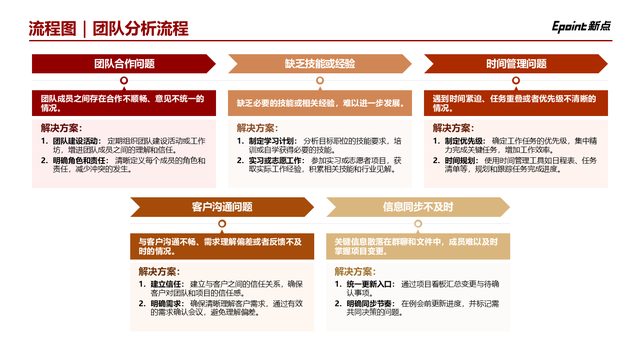 流程图｜团队分析流程
Epoint新点
团队合作问题
缺乏技能或经验
时间管理问题
团队成员之间存在合作不顺畅、意见不统一的
情况。
缺乏必要的技能或相关经验，难以进一步发展。
遇到时间紧迫、任务重叠或者优先级不清晰的
情况。
解决方案：
1. 团队建设活动： 定期组织团队建设活动或工作
坊，增进团队成员之间的理解和信任。
2. 明确角色和责任： 清晰定义每个成员的角色和
责任，减少冲突的发生。
解决方案：
1. 制定学习计划： 分析目标职位的技能要求，培
训或自学获得必要的技能。
2. 实习或志愿工作： 参加实习或志愿者项目，获
取实际工作经验，积累相关技能和行业见解。
解决方案：
1. 制定优先级： 确定工作任务的优先级，集中精
力完成关键任务，增加工作效率。
2. 时间规划： 使用时间管理工具如日程表、任务
清单等，规划和跟踪任务完成进度。
客户沟通问题
信息同步不及时
与客户沟通不畅、需求理解偏差或者反馈不及
时的情况。
关键信息散落在群聊和文件中，成员难以及时
掌握项目变更。
解决方案：
1. 建立信任： 建立与客户之间的信任关系，确保
客户对团队和项目的信任感。
2. 明确需求： 确保清晰理解客户需求，通过有效
的需求确认会议，避免理解偏差。
解决方案：
1. 统一更新入口： 通过项目看板汇总变更与待确
认事项。
2. 明确同步节奏： 在例会前更新进度，并标记需
共同决策的问题。